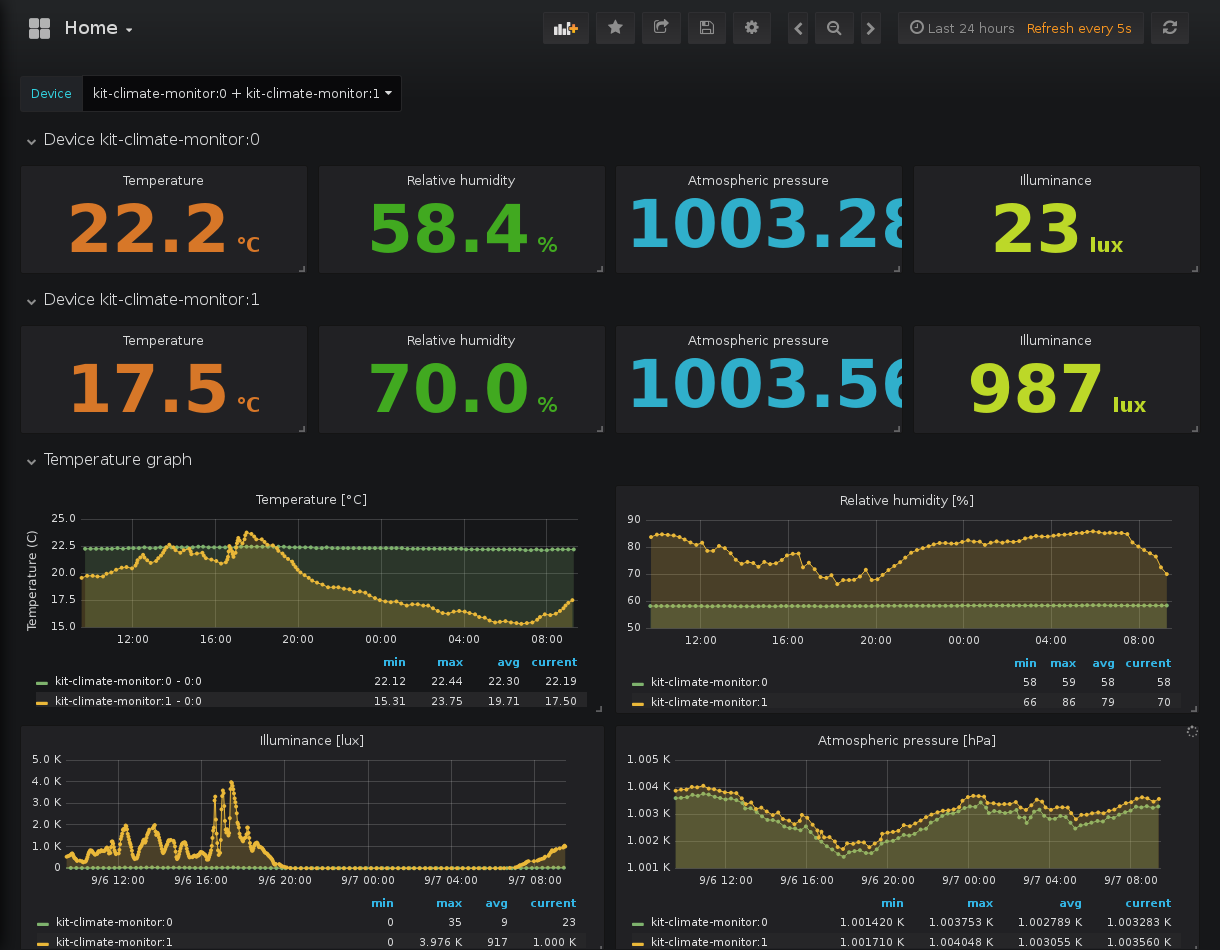 Home
Last 24 hours Refresh every 5s
Device kit-climate-monitor:0 + kit-climate-monitor:1
Device kit-climate-monitor:0
Temperature Relative humidity Atmospheric pressure Illuminance
22.2 °C 58.4 % 1003.28 23 lux
Device kit-climate-monitor:1
Temperature Relative humidity Atmospheric pressure Illuminance
17.5 °C 70.0 % 1003.56 987 lux
Temperature graph
Temperature [°C]
Temperature (C)
25.0
22.5
20.0
17.5
15.0
12:00 16:00 20:00 00:00 04:00 08:00
min max avg current
kit-climate-monitor:0 - 0:0 22.12 22.44 22.30 22.19
kit-climate-monitor:1 - 0:0 15.31 23.75 19.71 17.50
Relative humidity [%]
90
80
70
60
50
12:00 16:00 20:00 00:00 04:00 08:00
min max avg current
kit-climate-monitor:0 58 59 58 58
kit-climate-monitor:1 66 86 79 70
Illuminance [lux]
5.0 K
4.0 K
3.0 K
2.0 K
1.0 K
0
9/6 12:00 9/6 16:00 9/6 20:00 9/7 00:00 9/7 04:00 9/7 08:00
min max avg current
kit-climate-monitor:0 0 35 9 23
kit-climate-monitor:1 0 3.976 K 917 1.000 K
Atmospheric pressure [hPa]
1.005 K
1.004 K
1.003 K
1.002 K
1.001 K
9/6 12:00 9/6 16:00 9/6 20:00 9/7 00:00 9/7 04:00 9/7 08:00
min max avg current
kit-climate-monitor:0 1.001420 K 1.003753 K 1.002789 K 1.003283 K
kit-climate-monitor:1 1.001710 K 1.004048 K 1.003055 K 1.003560 K